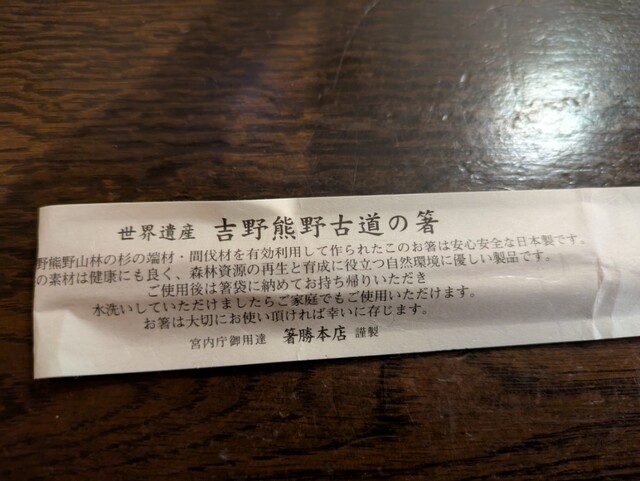 世界遺産 吉野熊野古道の箸
野熊野山林の杉の端材・間伐材を有効利用して作られたこのお箸は安心安全な日本製です。
の素材は健康にも良く、森林資源の再生と育成に役立つ自然環境に優しい製品です。
ご使用後は箸袋に納めてお持ち帰りいただき
水洗いしていただけましたらご家庭でもご使用いただけます。
お箸は大切にお使い頂ければ幸いに存じます。
宮内庁御用達 箸勝本店 謹製